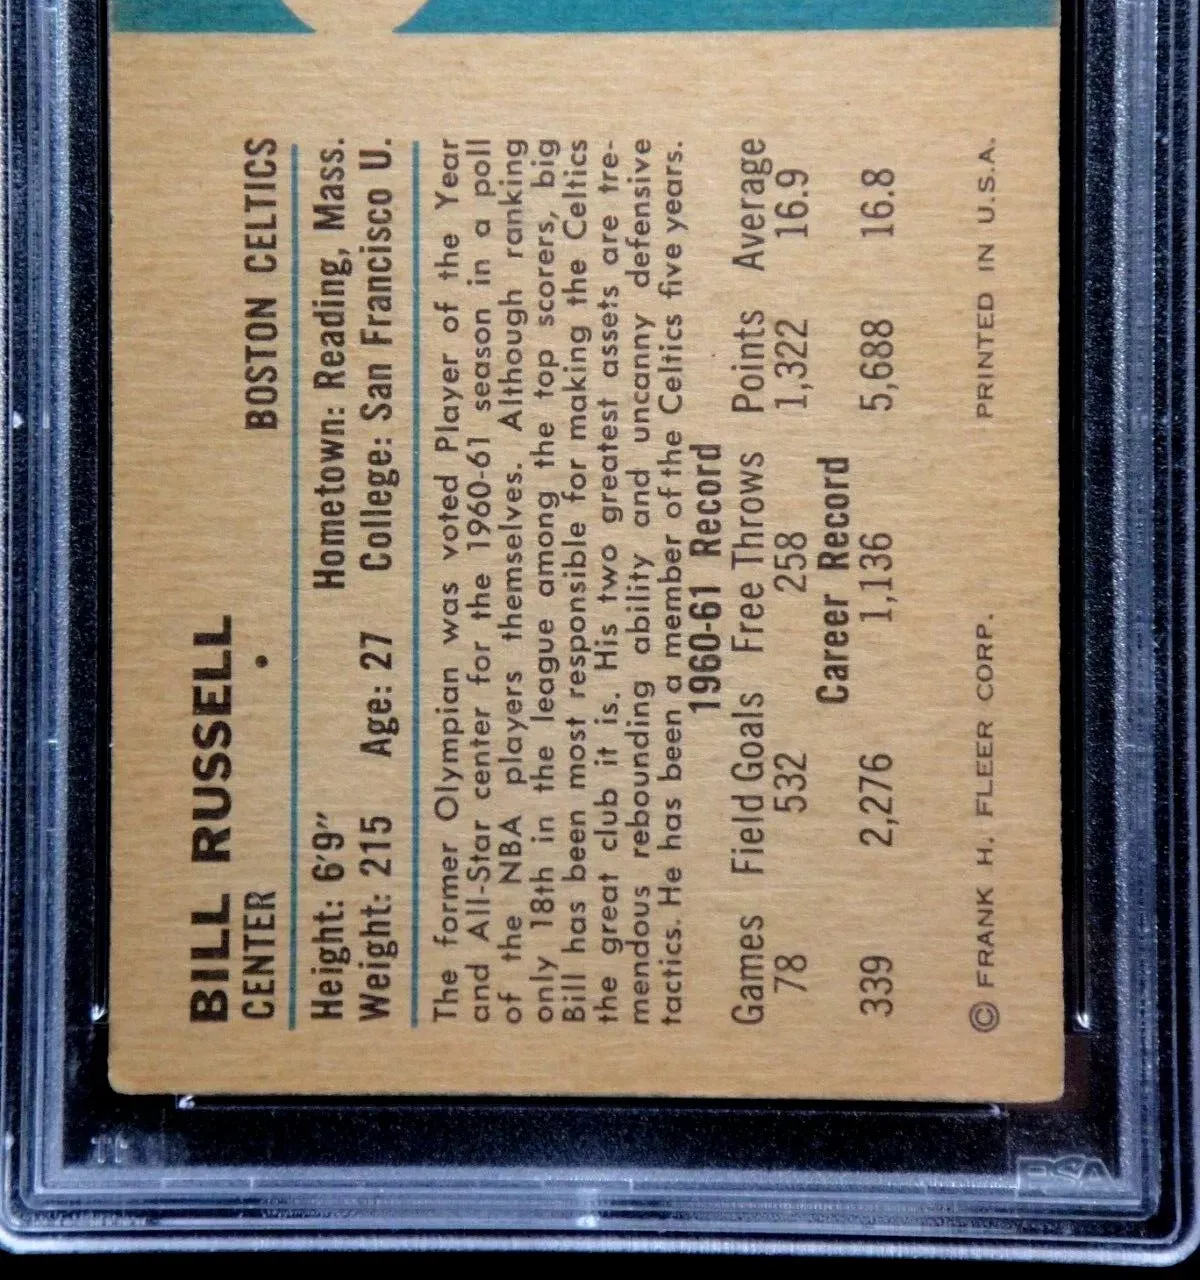 BILL RUSSELL
CENTER • BOSTON CELTICS
Height: 6'9" Hometown: Reading, Mass.
Weight: 215 Age: 27 College: San Francisco U.
The former Olympian was voted Player of the Year
and All-Star center for the 1960-61 season in a poll
of the NBA players themselves. Although ranking
only 18th in the league among the top scorers, big
Bill has been most responsible for making the Celtics
the great club it is. His two greatest assets are tre-
mendous rebounding ability and uncanny defensive
tactics. He has been a member of the Celtics five years.
1960-61 Record
Games Field Goals Free Throws Points Average
78 532 258 1,322 16.9
Career Record
339 2,276 1,136 5,688 16.8
© FRANK H. FLEER CORP. PRINTED IN U.S.A.
PSA